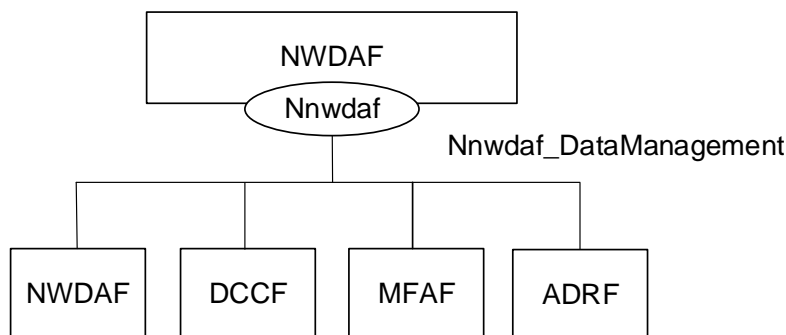 NWDAF
Nnwdaf
Nnwdaf_DataManagement
NWDAF DCCF MFAF ADRF